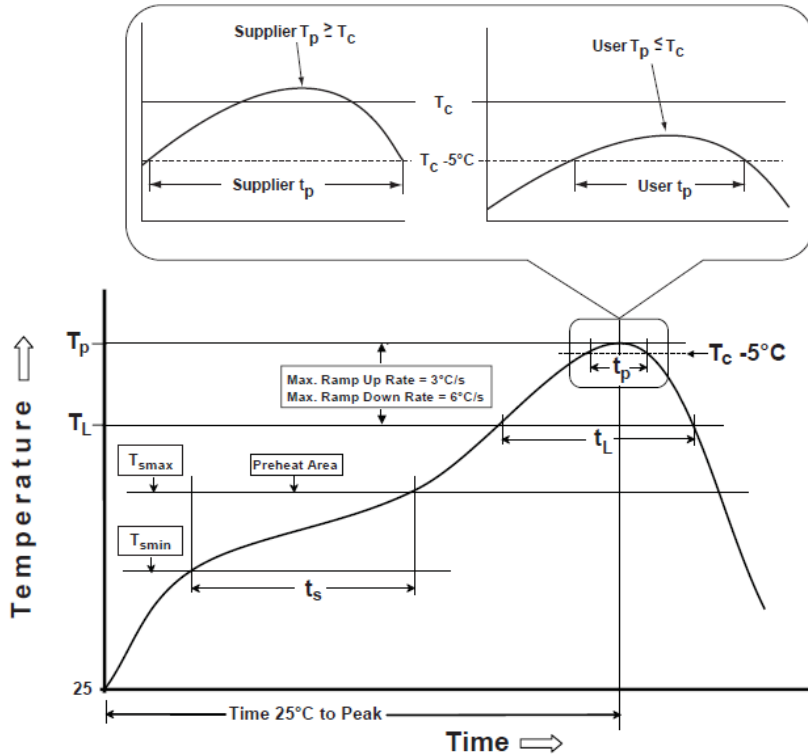 Supplier Tp ≥ Tc
User Tp ≤ Tc
Tc
Tc -5°C
Supplier tp
User tp
Tp
Tc -5°C
tp
Max. Ramp Up Rate = 3°C/s
Max. Ramp Down Rate = 6°C/s
TL
tL
Tsmax
Preheat Area
Tsmin
ts
Temperature
25
Time 25°C to Peak
Time